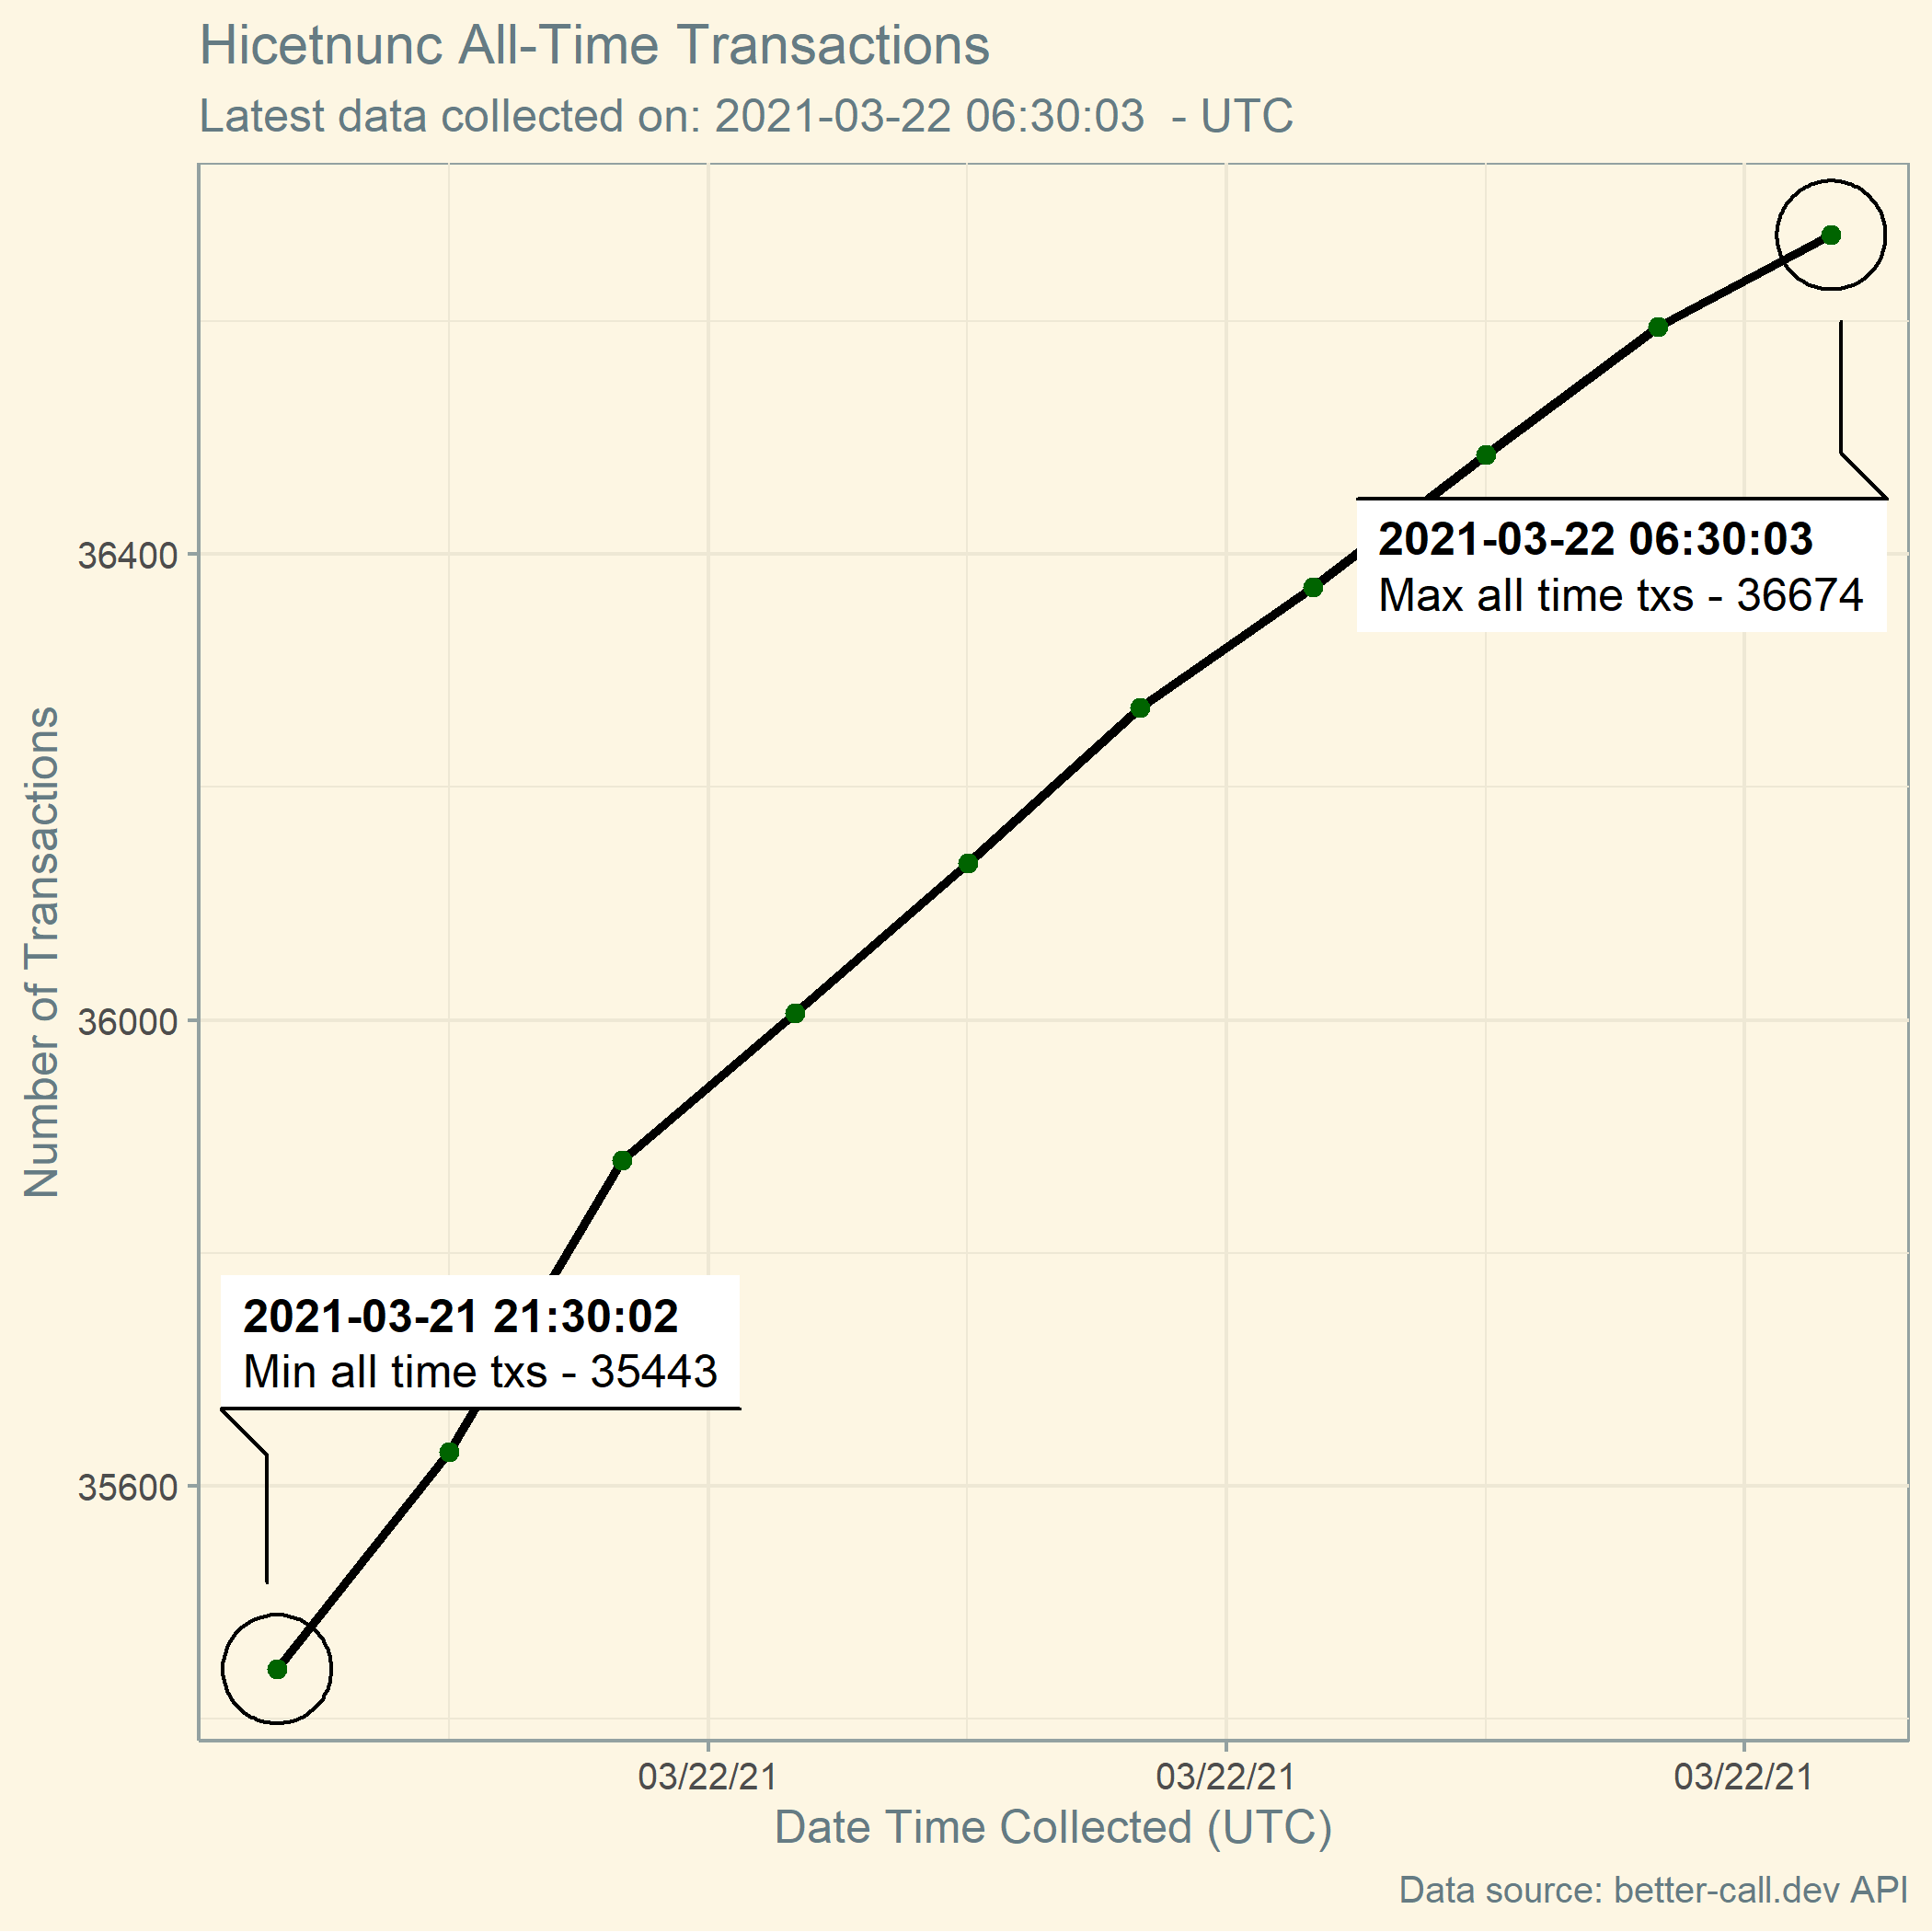 Hicetnunc All-Time Transactions
Latest data collected on: 2021-03-22 06:30:03  - UTC
Number of Transactions
36400
36000
35600
2021-03-22 06:30:03
Max all time txs - 36674
2021-03-21 21:30:02
Min all time txs - 35443
03/22/21
03/22/21
03/22/21
Date Time Collected (UTC)
Data source: better-call.dev API